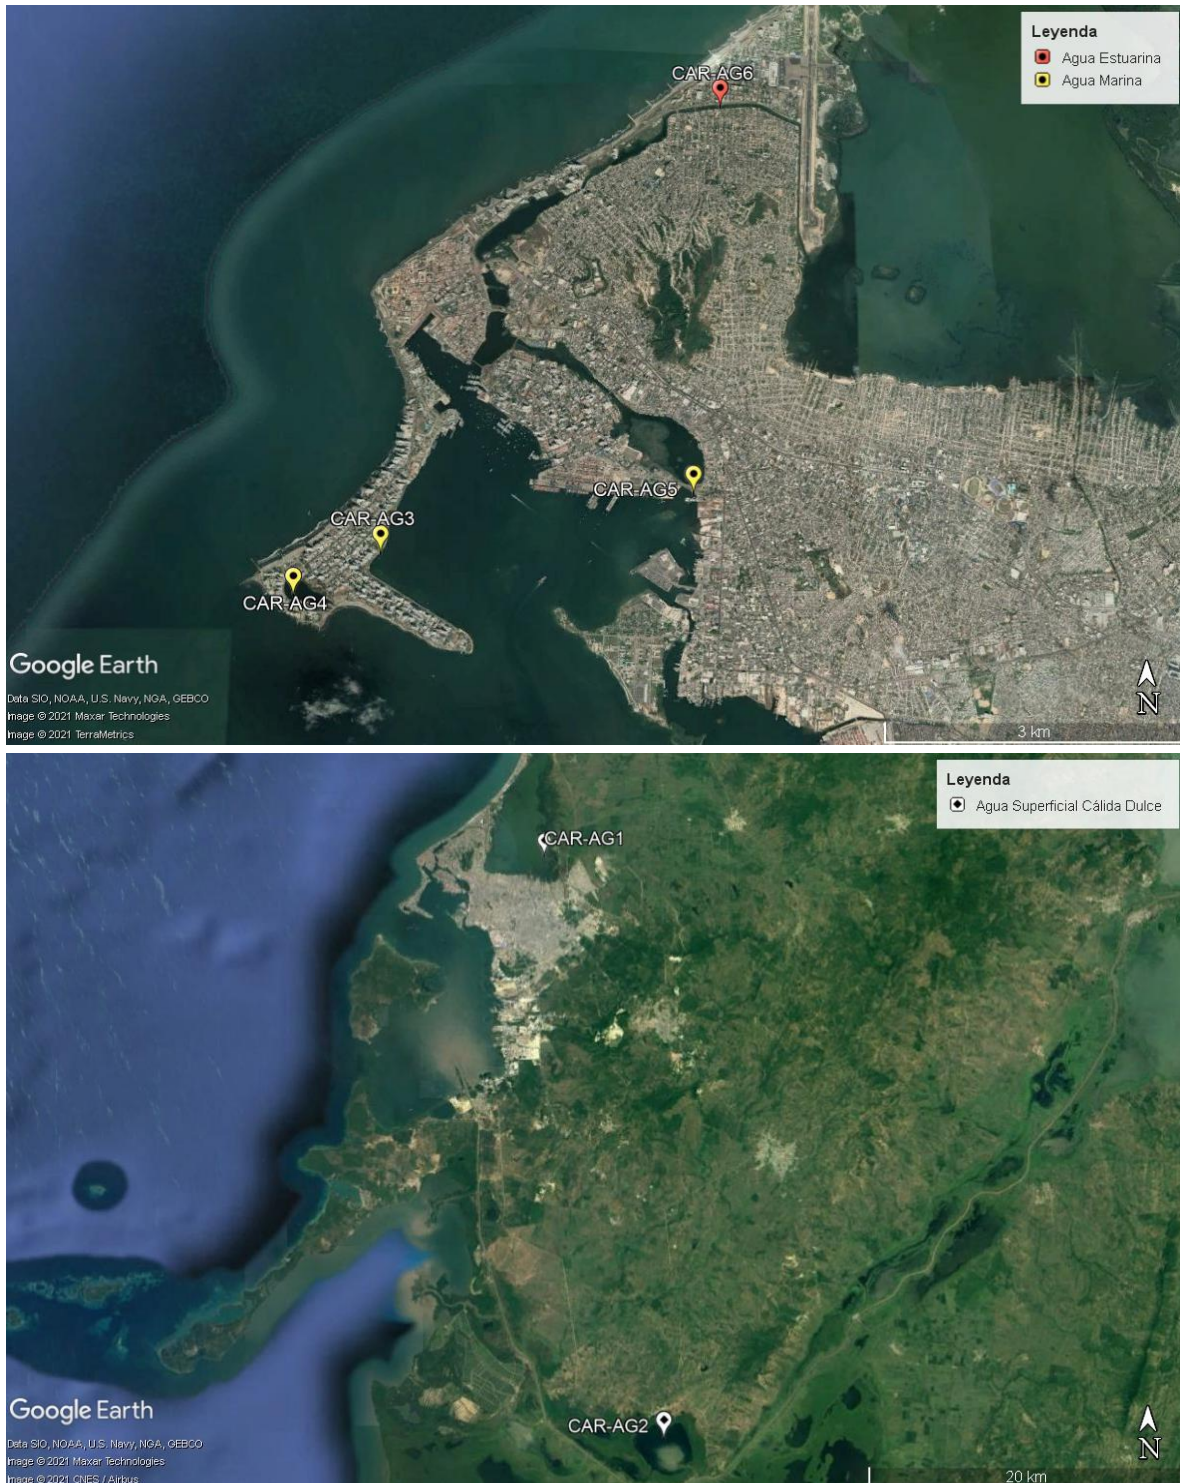 Leyenda
Agua Estuarina
Agua Marina
CAR-AG6
CAR-AG5
CAR-AG3
CAR-AG4
Google Earth
Data SIO, NOAA, U.S. Navy, NGA, GEBCO
Image © 2021 Maxar Technologies
Image © 2021 TerraMetrics
N
3 km
Leyenda
Agua Superficial Cálida Dulce
CAR-AG1
CAR-AG2
Google Earth
Data SIO, NOAA, U.S. Navy, NGA, GEBCO
Image © 2021 Maxar Technologies
Image © 2021 CNES / Airbus
N
20 km